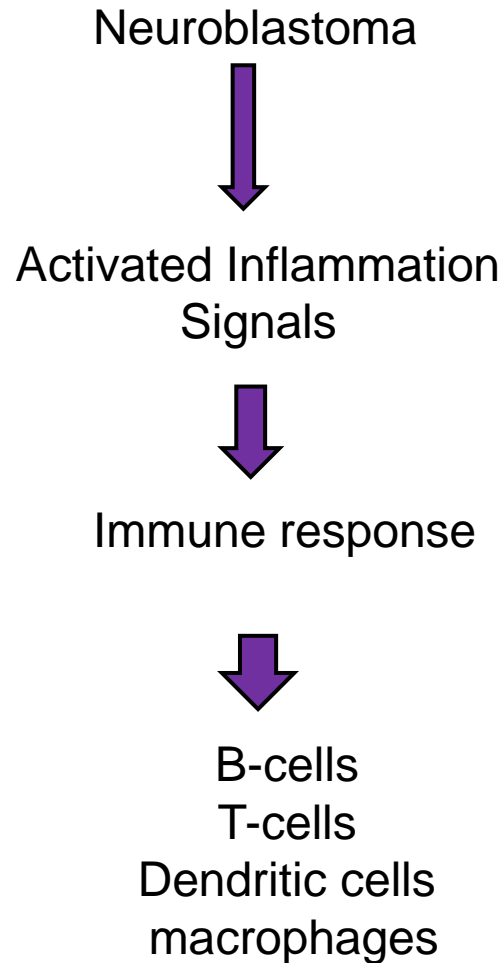 Neuroblastoma
Activated Inflammation
Signals
Immune response
B-cells
T-cells
Dendritic cells
macrophages